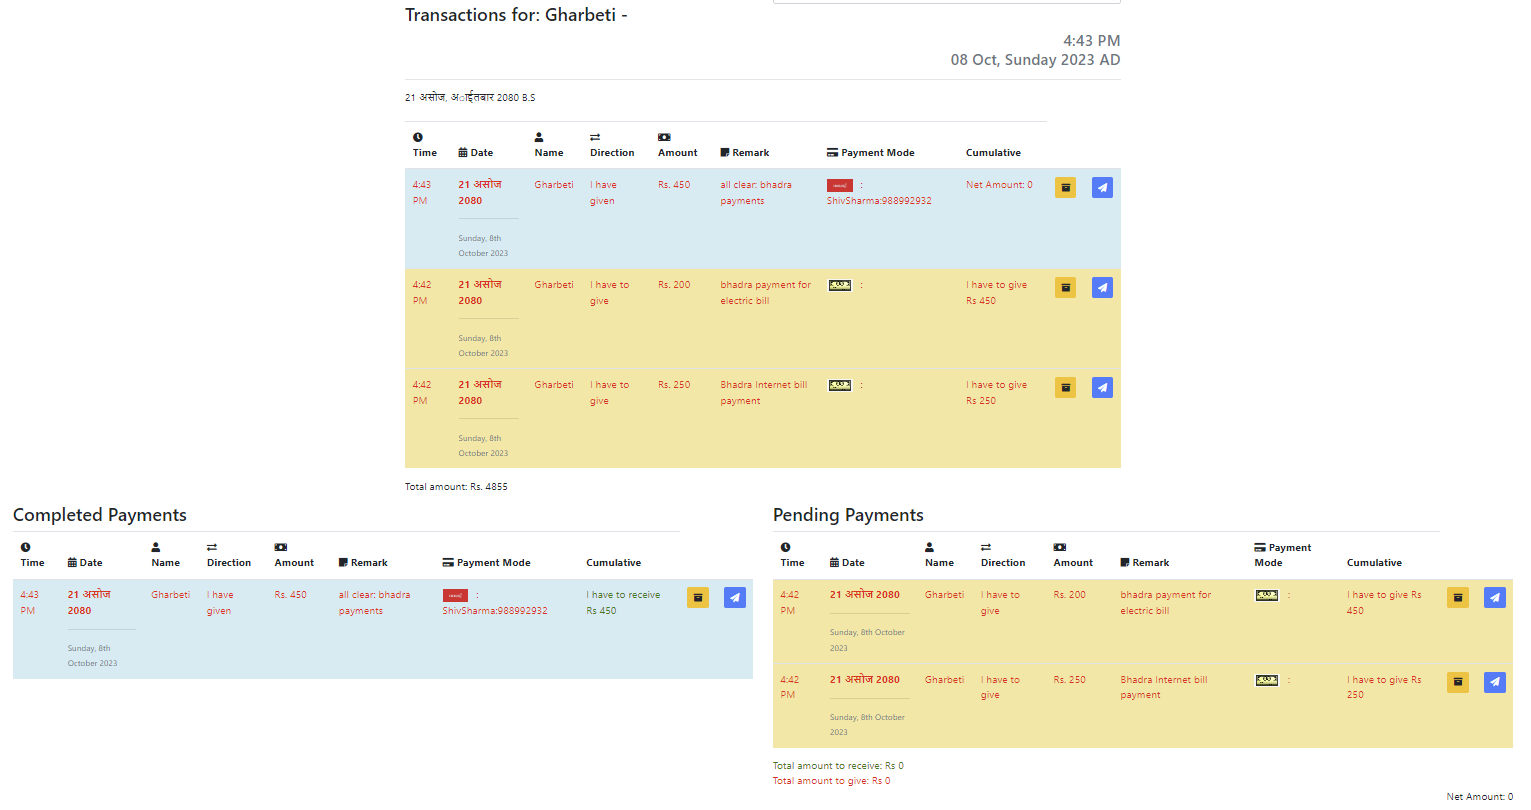 Transactions for: Gharbeti -
4:43 PM
08 Oct, Sunday 2023 AD
21 असोज, अाईतबार 2080 B.S
Time Date Name Direction Amount Remark Payment Mode Cumulative
4:43 21 असोज Gharbeti I have Rs. 450 all clear: bhadra : Net Amount: 0
PM 2080 given payments ShivSharma:988992932
Sunday, 8th
October 2023
4:42 21 असोज Gharbeti I have to Rs. 200 bhadra payment for : I have to give
PM 2080 give electric bill Rs 450
Sunday, 8th
October 2023
4:42 21 असोज Gharbeti I have to Rs. 250 Bhadra Internet bill : I have to give
PM 2080 give payment Rs 250
Sunday, 8th
October 2023
Total amount: Rs. 4855
Completed Payments
Time Date Name Direction Amount Remark Payment Mode Cumulative
4:43 21 असोज Gharbeti I have Rs. 450 all clear: bhadra : I have to receive
PM 2080 given payments ShivSharma:988992932 Rs 450
Sunday, 8th
October 2023
Pending Payments
Payment
Time Date Name Direction Amount Remark Mode Cumulative
4:42 21 असोज 2080 Gharbeti I have to Rs. 200 bhadra payment for : I have to give Rs
PM give electric bill 450
Sunday, 8th October
2023
4:42 21 असोज 2080 Gharbeti I have to Rs. 250 Bhadra Internet bill : I have to give Rs
PM give payment 250
Sunday, 8th October
2023
Total amount to receive: Rs 0
Total amount to give: Rs 0
Net Amount: 0